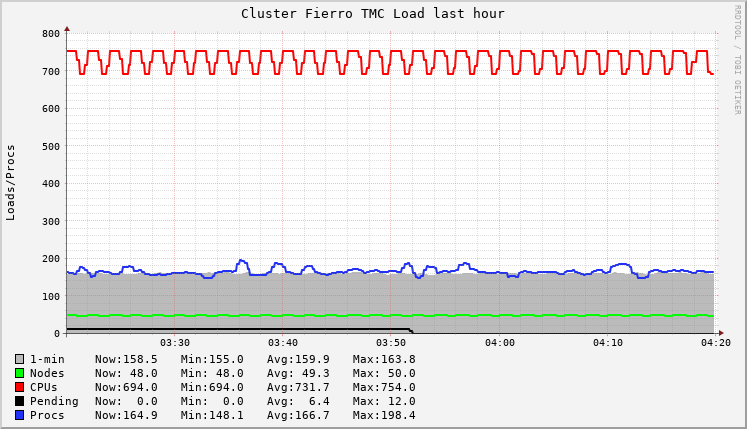 Cluster Fierro TMC Load last hour
RRDTOOL / TOBI OETIKER
Loads/Procs
800
700
600
500
400
300
200
100
0
03:30 03:40 03:50 04:00 04:10 04:20
1-min Now:158.5 Min:155.0 Avg:159.9 Max:163.8
Nodes Now: 48.0 Min: 48.0 Avg: 49.3 Max: 50.0
CPUs Now:694.0 Min:694.0 Avg:731.7 Max:754.0
Pending Now: 0.0 Min: 0.0 Avg: 6.4 Max: 12.0
Procs Now:164.9 Min:148.1 Avg:166.7 Max:198.4